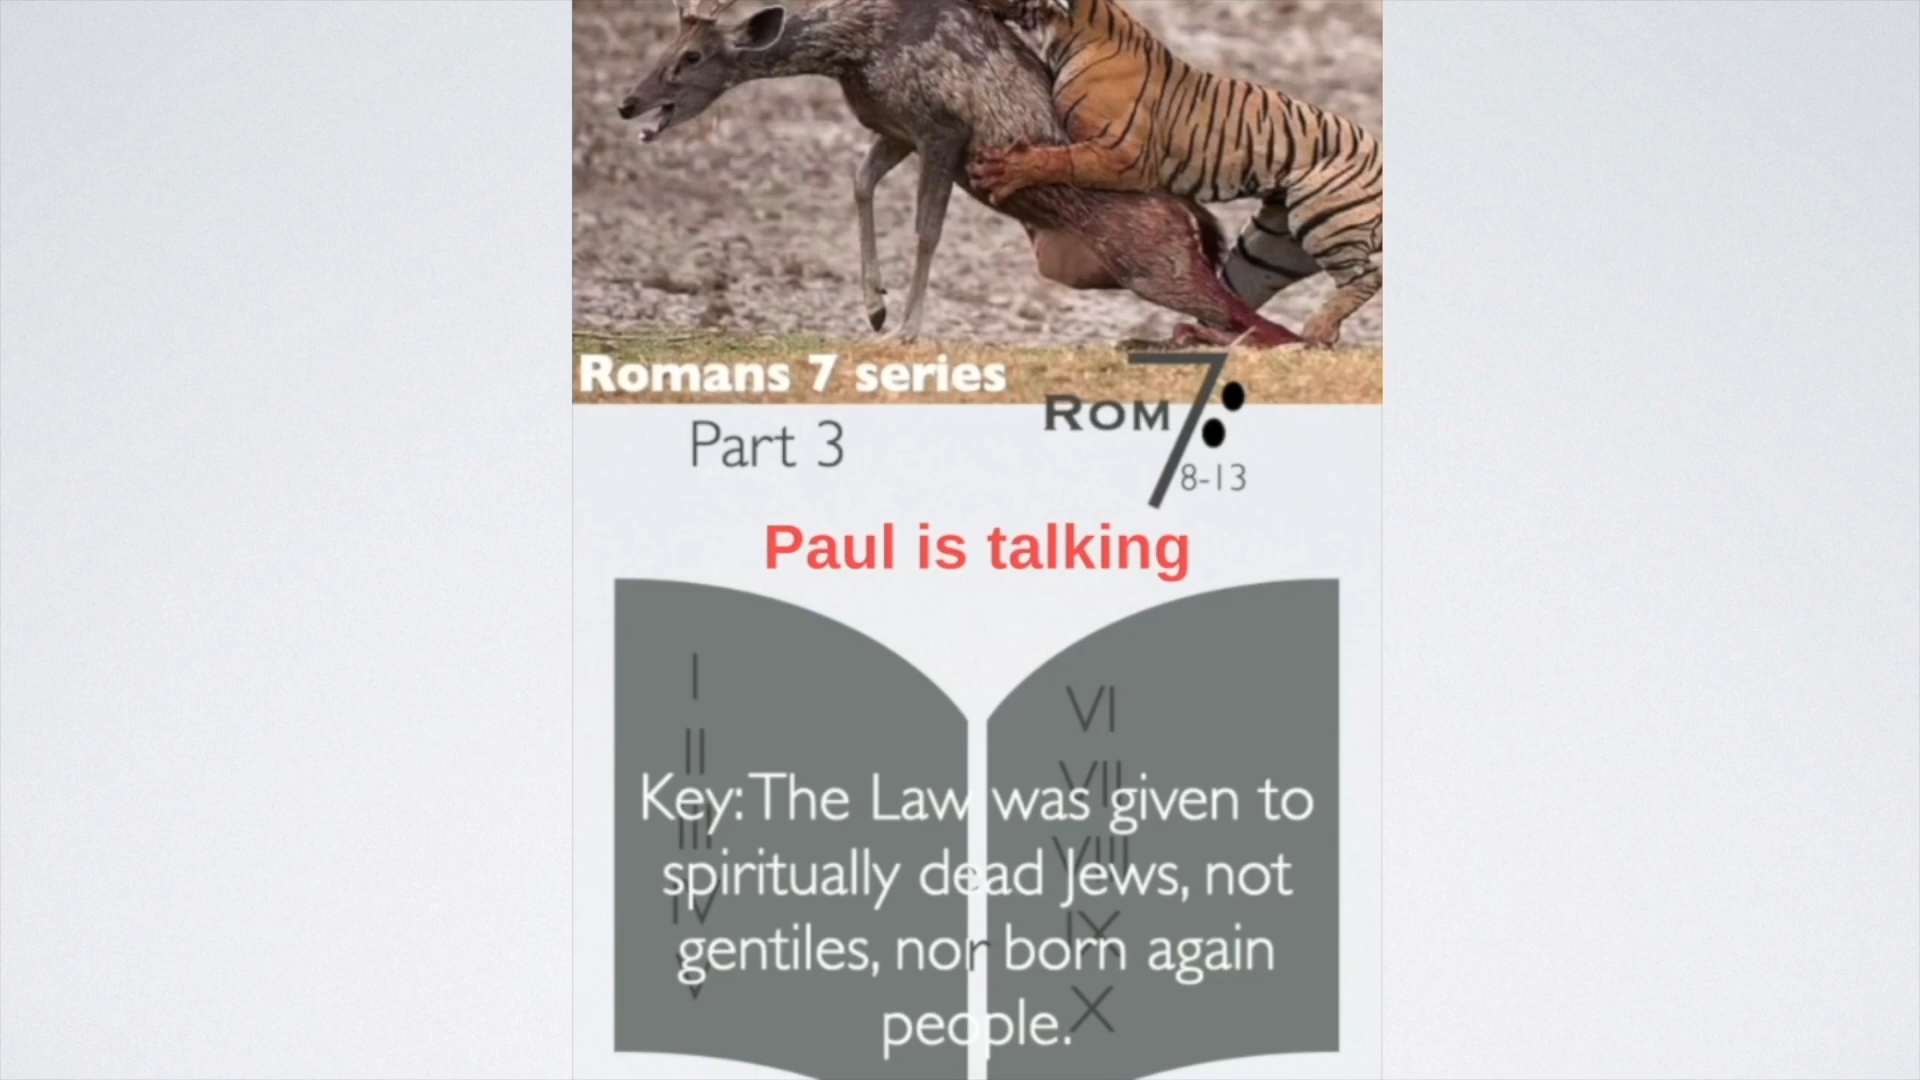 Romans 7 series
Part 3
ROM 7:
8-13
Paul is talking
I
II
III
IV
V
VI
VII
VIII
IX
X
Key: The Law was given to
spiritually dead Jews, not
gentiles, nor born again
people.